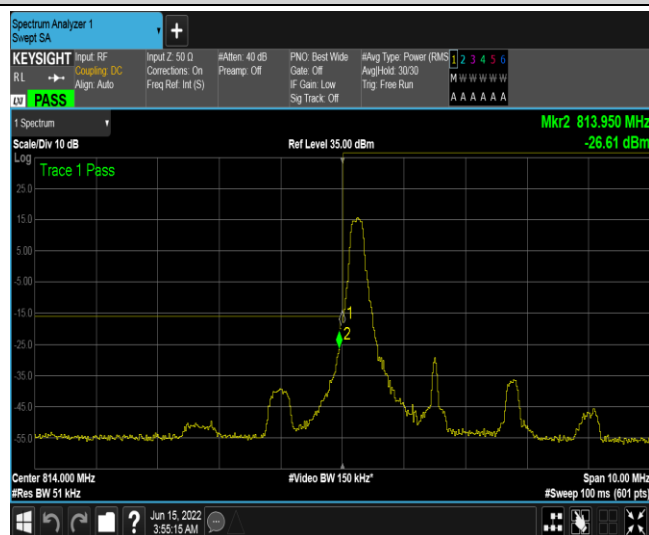 Spectrum Analyzer 1
Swept SA
+
KEYSIGHT Input: RF Input Z: 50 Ω #Atten: 40 dB PNO: Best Wide #Avg Type: Power (RMS 1 2 3 4 5 6
RL Coupling: DC Corrections: On Preamp: Off Gate: Off Avg|Hold: 30/30 M W W W W W
Align: Auto Freq Ref: Int (S) IF Gain: Low Trig: Free Run
LXI PASS Sig Track: Off A A A A A A
1 Spectrum Mkr2 813.950 MHz
Scale/Div 10 dB Ref Level 35.00 dBm -26.61 dBm
Log
Trace 1 Pass
25.0
15.0
5.00
-5.00
-15.0
1
2
-25.0
-35.0
-45.0
-55.0
Center 814.000 MHz #Video BW 150 kHz* Span 10.00 MHz
#Res BW 51 kHz #Sweep 100 ms (601 pts)
? Jun 15, 2022
3:55:15 AM